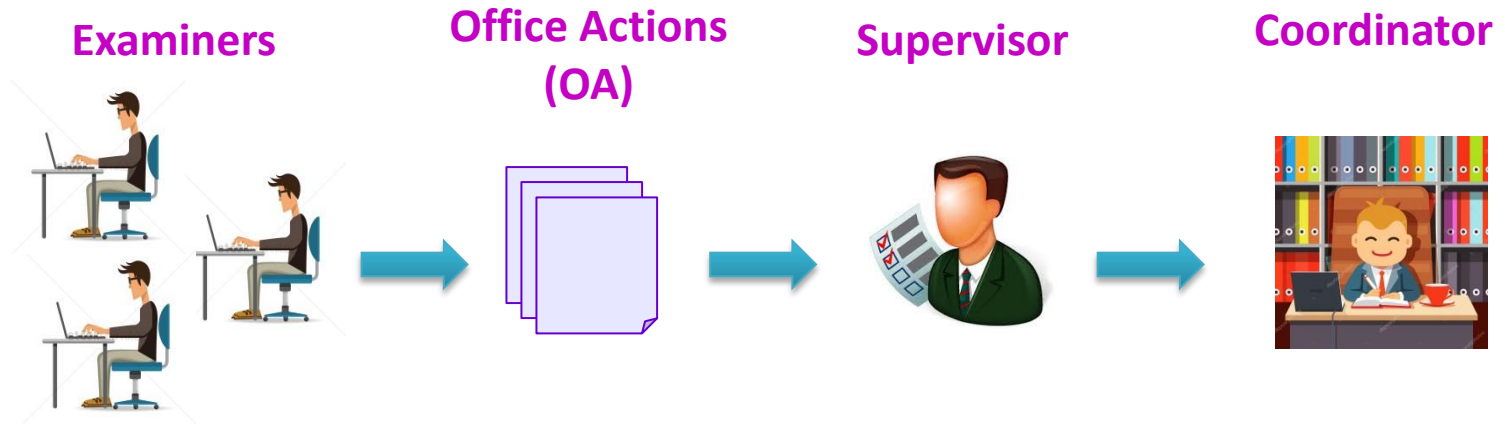 Examiners
Office Actions
(OA)
Supervisor
Coordinator